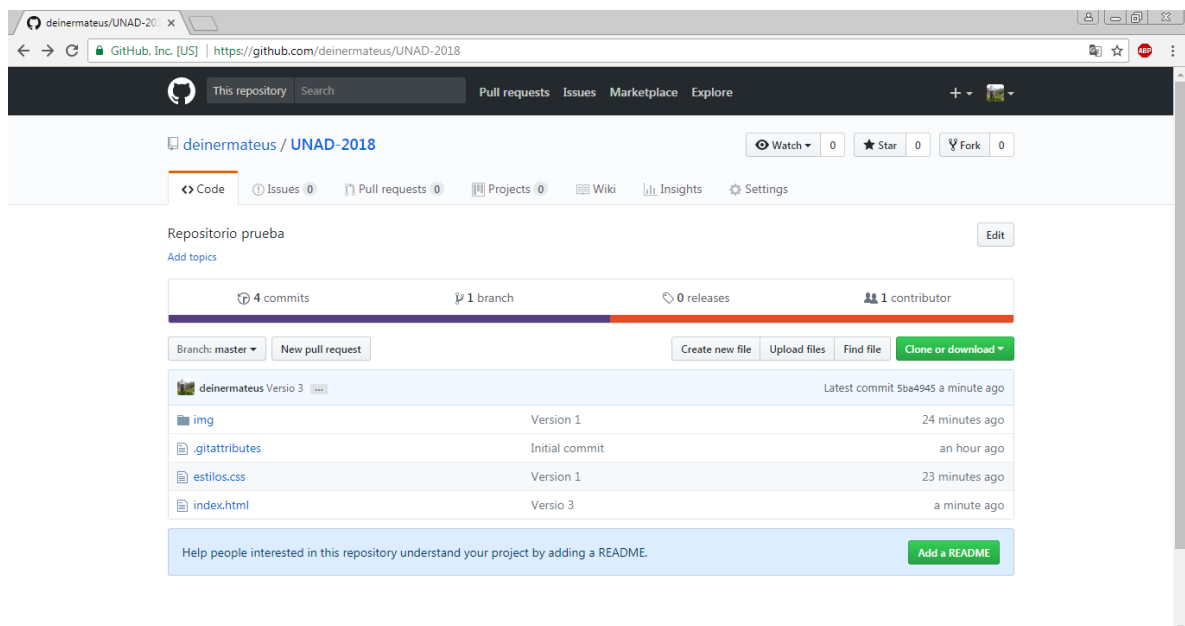 deinermateus/UNAD-20
GitHub, Inc. [US] https://github.com/deinermateus/UNAD-2018
ABP
This repository Search Pull requests Issues Marketplace Explore
deinermateus / UNAD-2018
Watch 0 Star 0 Fork 0
Code Issues 0 Pull requests 0 Projects 0 Wiki Insights Settings
Repositorio prueba Edit
Add topics
4 commits 1 branch 0 releases 1 contributor
Branch: master New pull request Create new file Upload files Find file Clone or download
deinermateus Versio 3 ... Latest commit 5ba4945 a minute ago
img Version 1 24 minutes ago
.gitattributes Initial commit an hour ago
estilos.css Version 1 23 minutes ago
index.html Versio 3 a minute ago
Help people interested in this repository understand your project by adding a README. Add a README